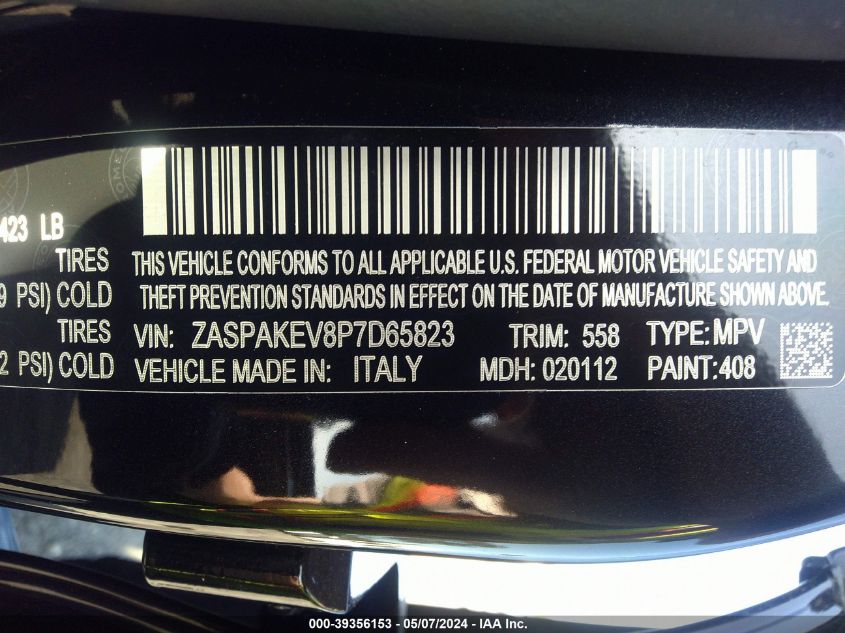 423 LB
TIRES
9 PSI) COLD
TIRES
2 PSI) COLD
THIS VEHICLE CONFORMS TO ALL APPLICABLE U.S. FEDERAL MOTOR VEHICLE SAFETY AND
THEFT PREVENTION STANDARDS IN EFFECT ON THE DATE OF MANUFACTURE SHOWN ABOVE.
VIN: ZASPAKEV8P7D65823 TRIM: 558 TYPE: MPV
VEHICLE MADE IN: ITALY MDH: 020112 PAINT: 408
000-39356153 - 05/07/2024 - IAA Inc.